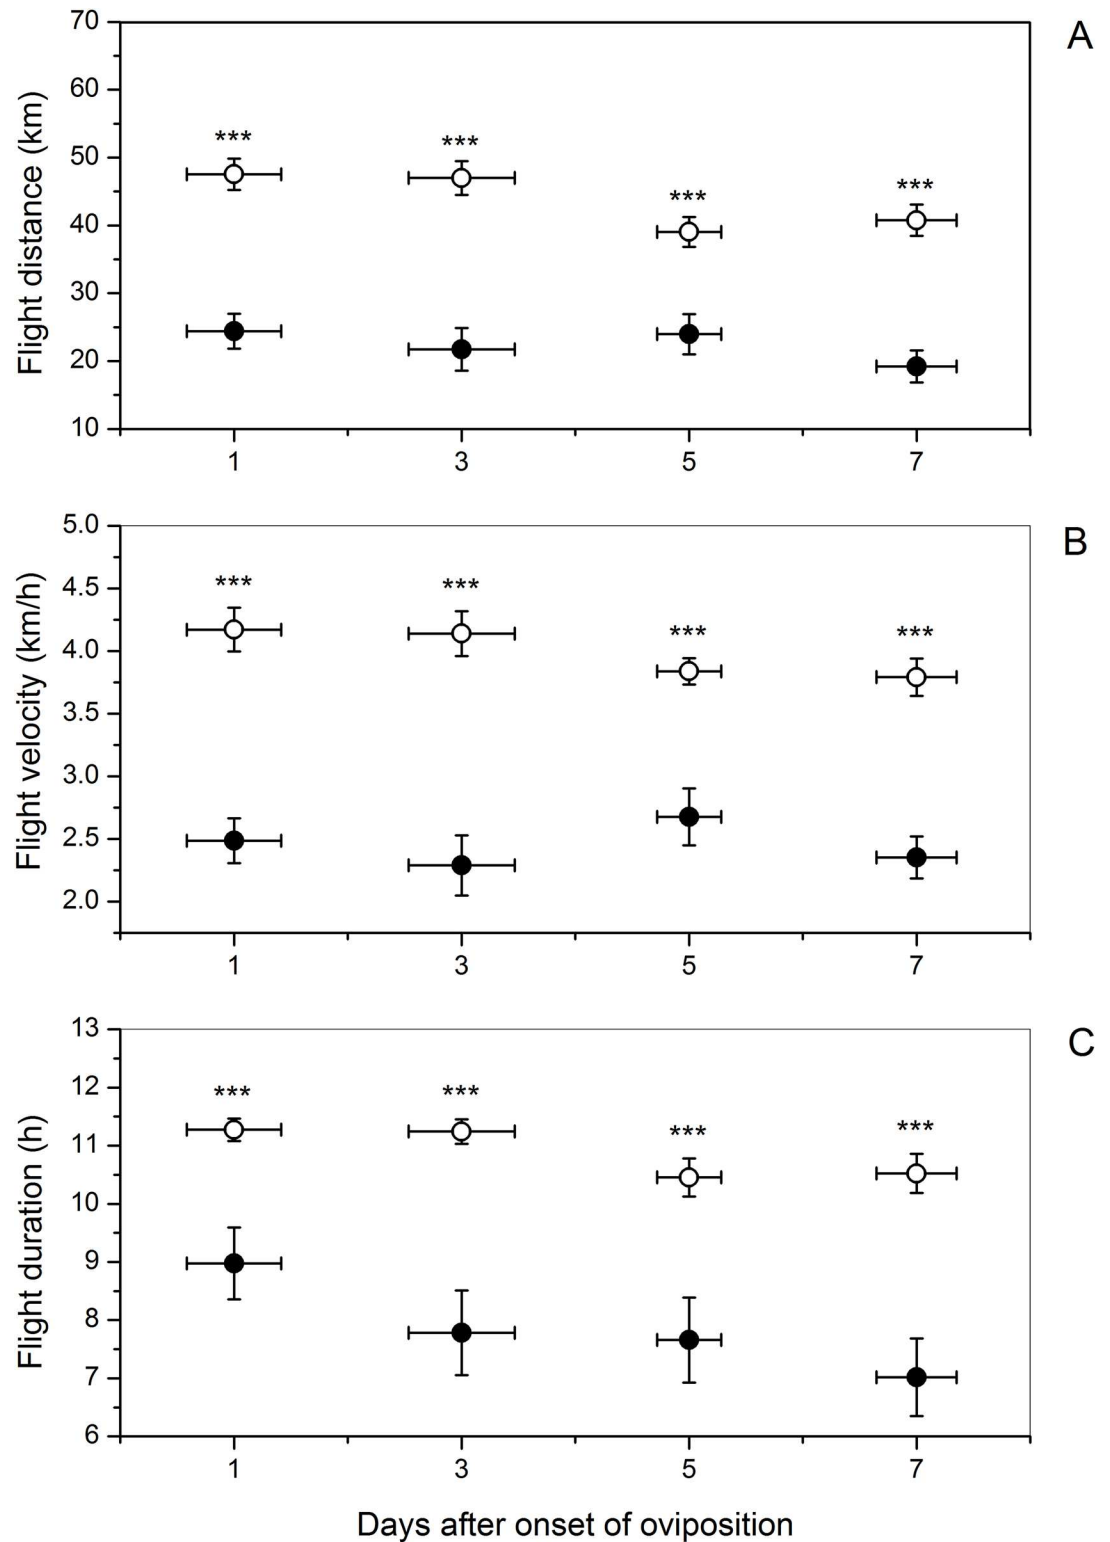 A
Flight distance (km)
70
60
50
40
30
20
10
*** *** *** ***
1 3 5 7
B
Flight velocity (km/h)
5.0
4.5
4.0
3.5
3.0
2.5
2.0
*** *** *** ***
1 3 5 7
C
Flight duration (h)
13
12
11
10
9
8
7
6
*** *** *** ***
1 3 5 7
Days after onset of oviposition